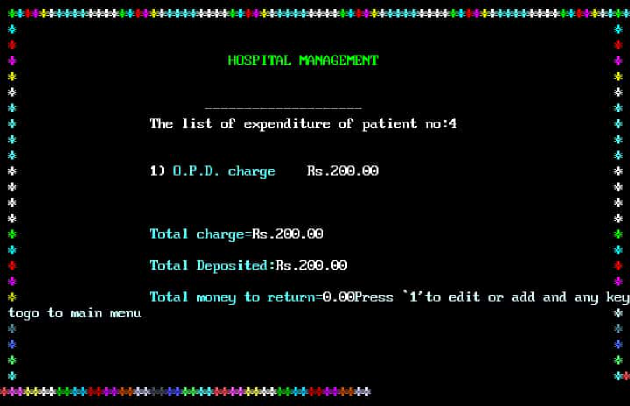 HOSPITAL MANAGEMENT
____________________
The list of expenditure of patient no:4
1) O.P.D. charge    Rs.200.00
Total charge=Rs.200.00
Total Deposited:Rs.200.00
Total money to return=0.00Press `1'to edit or add and any key
togo to main menu